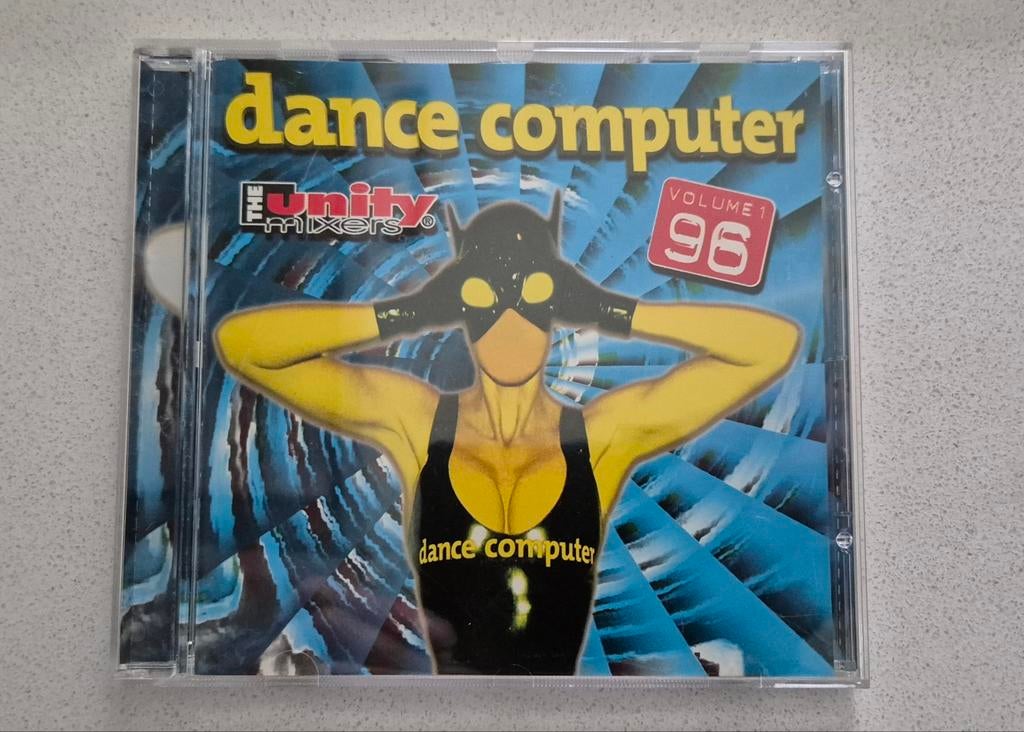 dance computer
THE unity
mixers®
VOLUME 1
96
dance computer